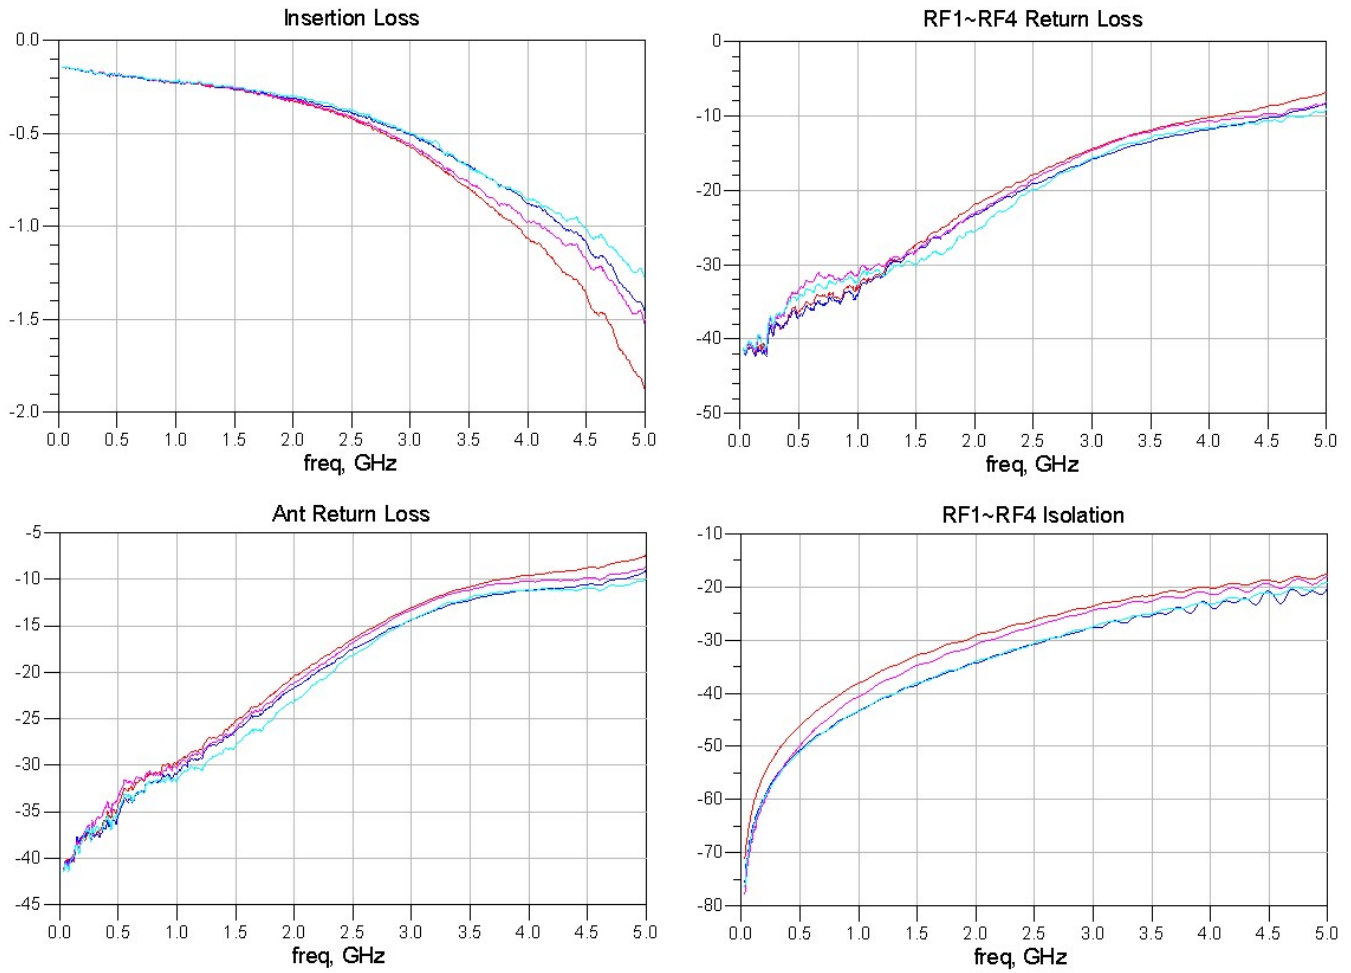 Insertion Loss
0.0
-0.5
-1.0
-1.5
-2.0
0.0 0.5 1.0 1.5 2.0 2.5 3.0 3.5 4.0 4.5 5.0
freq, GHz
RF1~RF4 Return Loss
0
-10
-20
-30
-40
-50
0.0 0.5 1.0 1.5 2.0 2.5 3.0 3.5 4.0 4.5 5.0
freq, GHz
Ant Return Loss
-5
-10
-15
-20
-25
-30
-35
-40
-45
0.0 0.5 1.0 1.5 2.0 2.5 3.0 3.5 4.0 4.5 5.0
freq, GHz
RF1~RF4 Isolation
-10
-20
-30
-40
-50
-60
-70
-80
0.0 0.5 1.0 1.5 2.0 2.5 3.0 3.5 4.0 4.5 5.0
freq, GHz